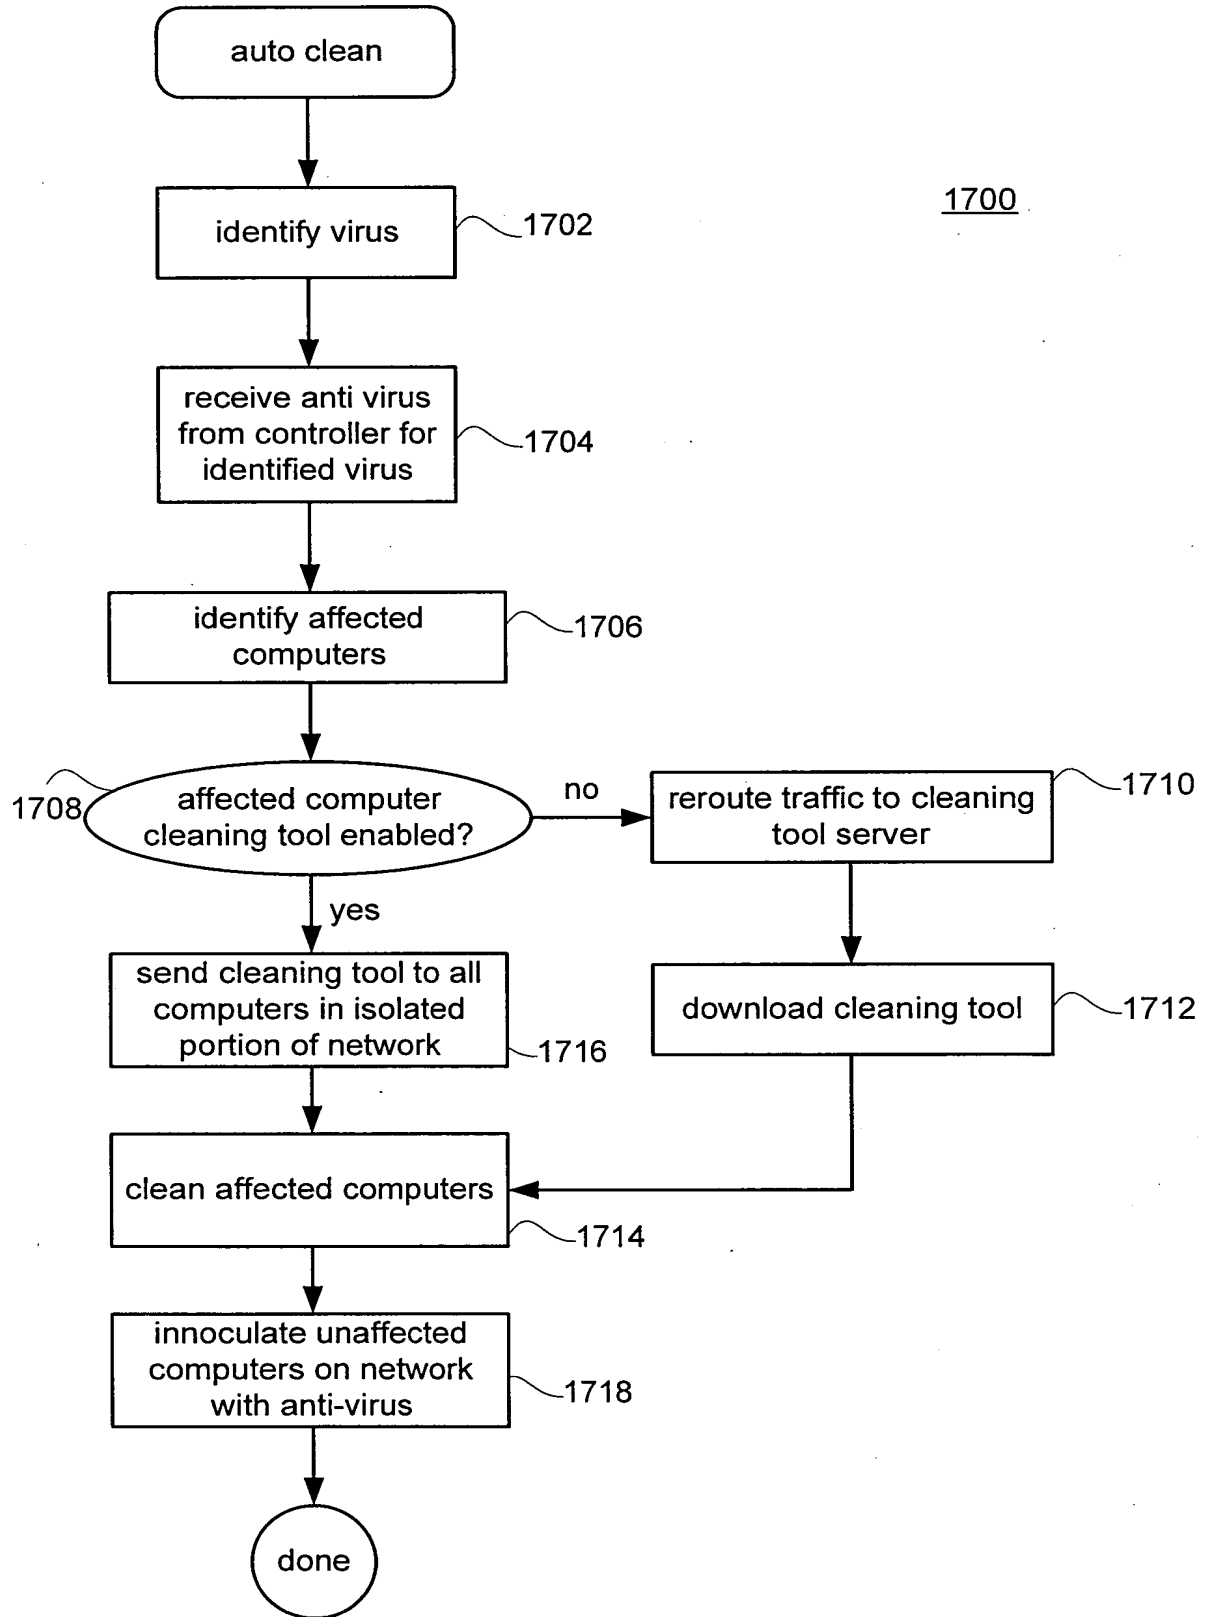 auto clean
1700
identify virus
1702
receive anti virus
from controller for
identified virus
1704
identify affected
computers
1706
affected computer
cleaning tool enabled?
1708
no
reroute traffic to cleaning
tool server
1710
yes
send cleaning tool to all
computers in isolated
portion of network
1716
download cleaning tool
1712
clean affected computers
1714
innoculate unaffected
computers on network
with anti-virus
1718
done